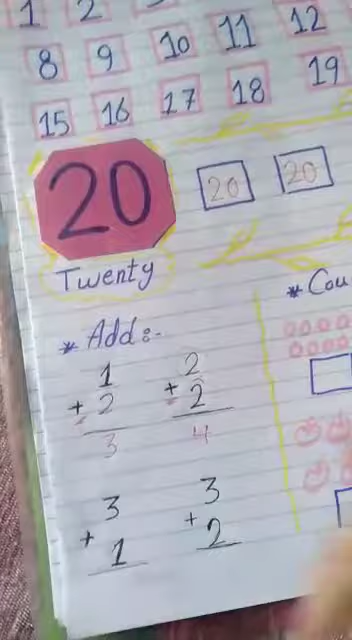 1 2
8 9 10 11 12
15 16 17 18 19
20 20 20
Twenty
* Add :-
* Cou
1 2
+ 2 + 2
3 4
3 3
+ 1 + 2